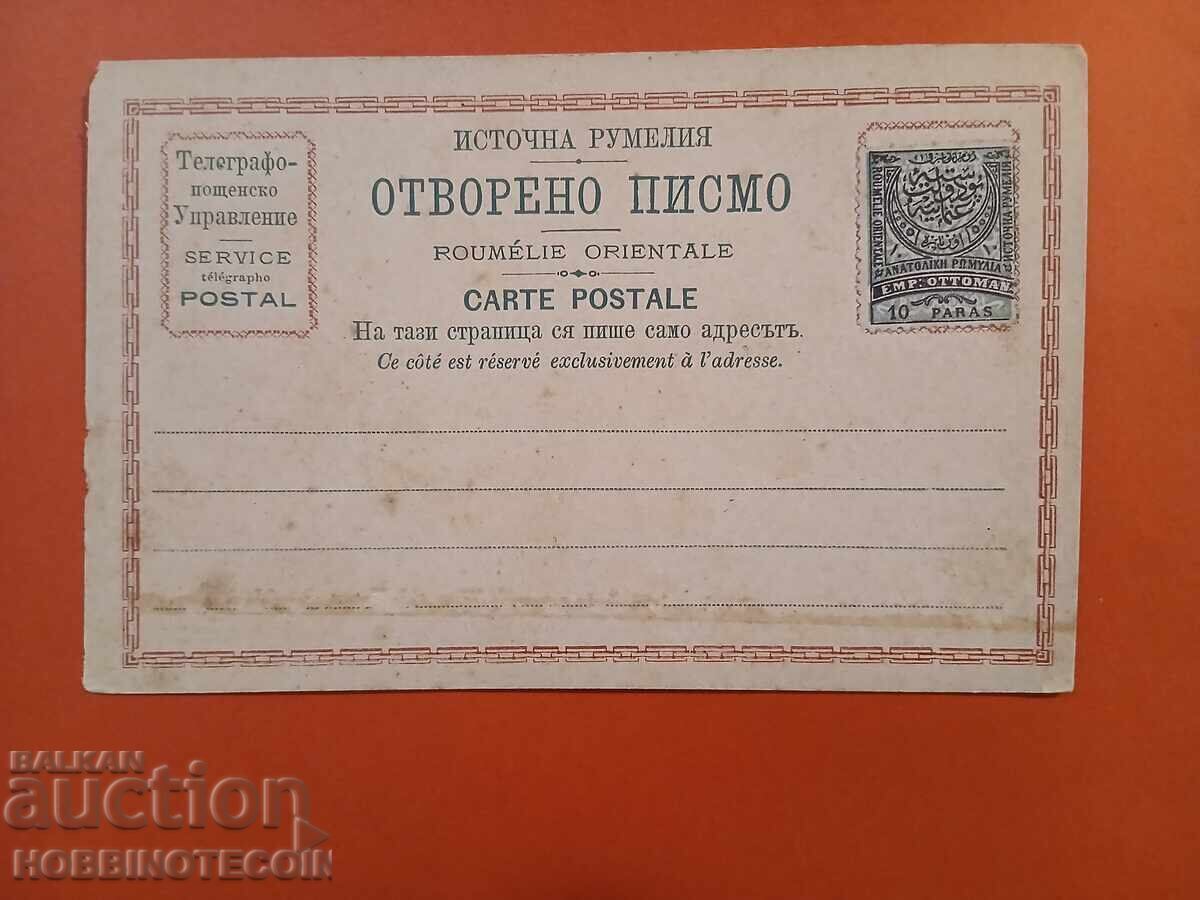 ИСТОЧНА РУМЕЛИЯ
ОТВОРЕНО ПИСМО
ROUMÉLIE ORIENTALE
CARTE POSTALE
На тази страница ся пише само адресътъ.
Ce côté est réservé exclusivement à l'adresse.
Телеграфо-
пощенско
Управление
SERVICE
télégrapho
POSTAL
ROUMELIE ORIENTALE
ИСТОЧНА РУМЕЛИЯ
ΑΝΑΤΟΛΙΚΗ ΡΩΜΥΛΙΑ
EMP: OTTOMAN
10 PARAS
BALKAN
auction
HOBBINOTECOIN